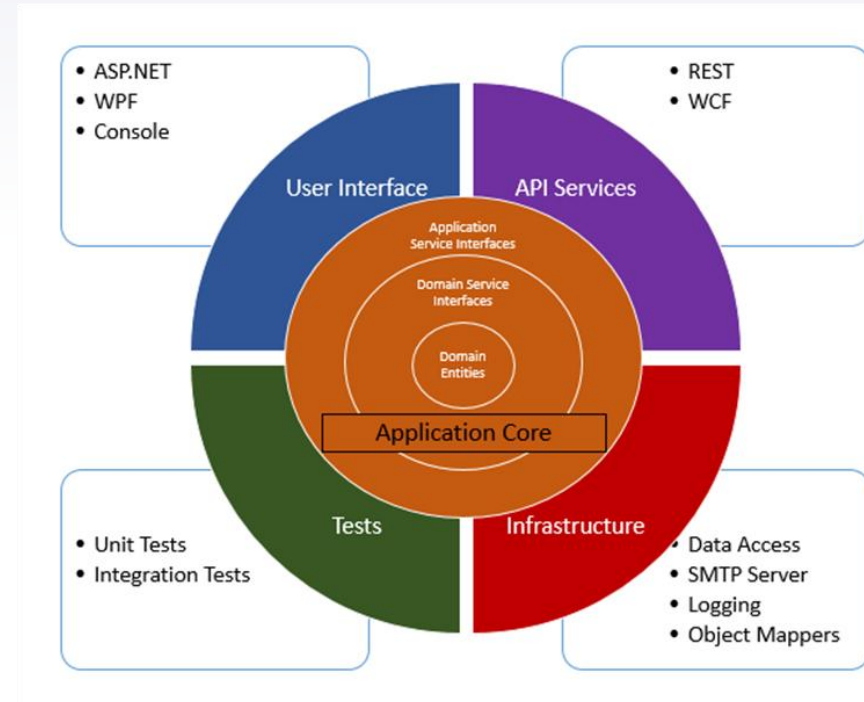 • ASP.NET
• WPF
• Console
• REST
• WCF
User Interface
API Services
Application
Service Interfaces
Domain Service
Interfaces
Domain
Entities
Application Core
Tests
Infrastructure
• Unit Tests
• Integration Tests
• Data Access
• SMTP Server
• Logging
• Object Mappers